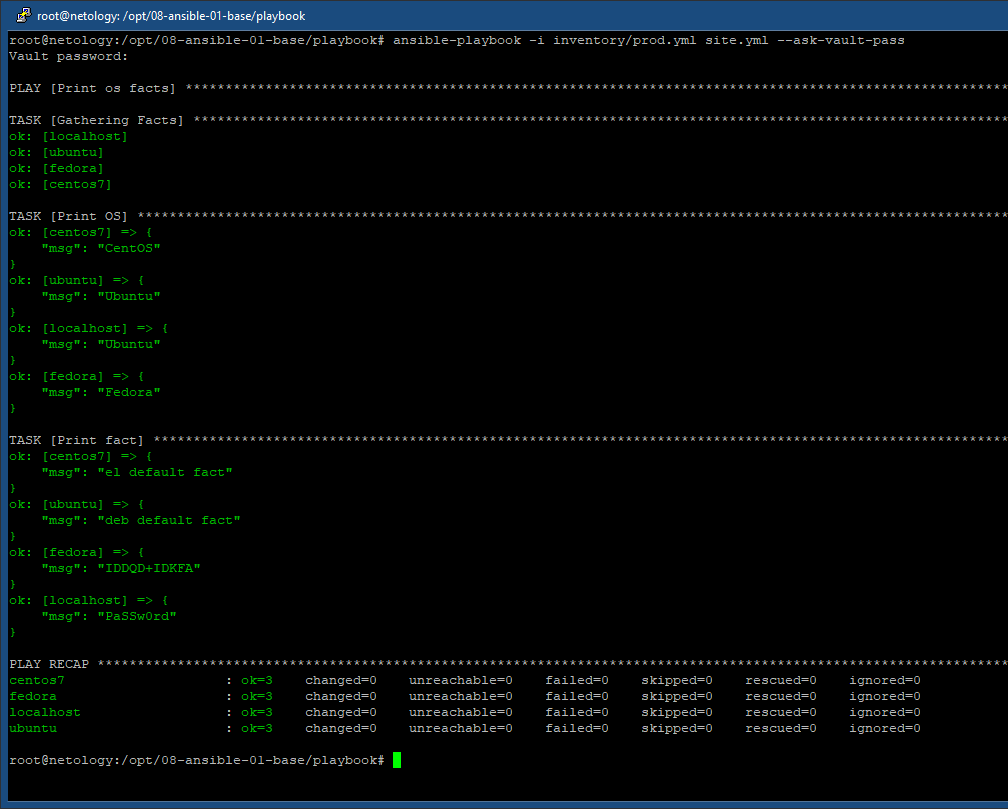 root@netology: /opt/08-ansible-01-base/playbook
root@netology:/opt/08-ansible-01-base/playbook# ansible-playbook -i inventory/prod.yml site.yml --ask-vault-pass
Vault password:
PLAY [Print os facts] *******************************************************************************************************
TASK [Gathering Facts] ******************************************************************************************************
ok: [localhost]
ok: [ubuntu]
ok: [fedora]
ok: [centos7]
TASK [Print OS] *************************************************************************************************************
ok: [centos7] => {
    "msg": "CentOS"
}
ok: [ubuntu] => {
    "msg": "Ubuntu"
}
ok: [localhost] => {
    "msg": "Ubuntu"
}
ok: [fedora] => {
    "msg": "Fedora"
}
TASK [Print fact] ***********************************************************************************************************
ok: [centos7] => {
    "msg": "el default fact"
}
ok: [ubuntu] => {
    "msg": "deb default fact"
}
ok: [fedora] => {
    "msg": "IDDQD+IDKFA"
}
ok: [localhost] => {
    "msg": "PaSSw0rd"
}
PLAY RECAP ******************************************************************************************************************
centos7                    : ok=3    changed=0    unreachable=0    failed=0    skipped=0    rescued=0    ignored=0
fedora                     : ok=3    changed=0    unreachable=0    failed=0    skipped=0    rescued=0    ignored=0
localhost                  : ok=3    changed=0    unreachable=0    failed=0    skipped=0    rescued=0    ignored=0
ubuntu                     : ok=3    changed=0    unreachable=0    failed=0    skipped=0    rescued=0    ignored=0
root@netology:/opt/08-ansible-01-base/playbook#